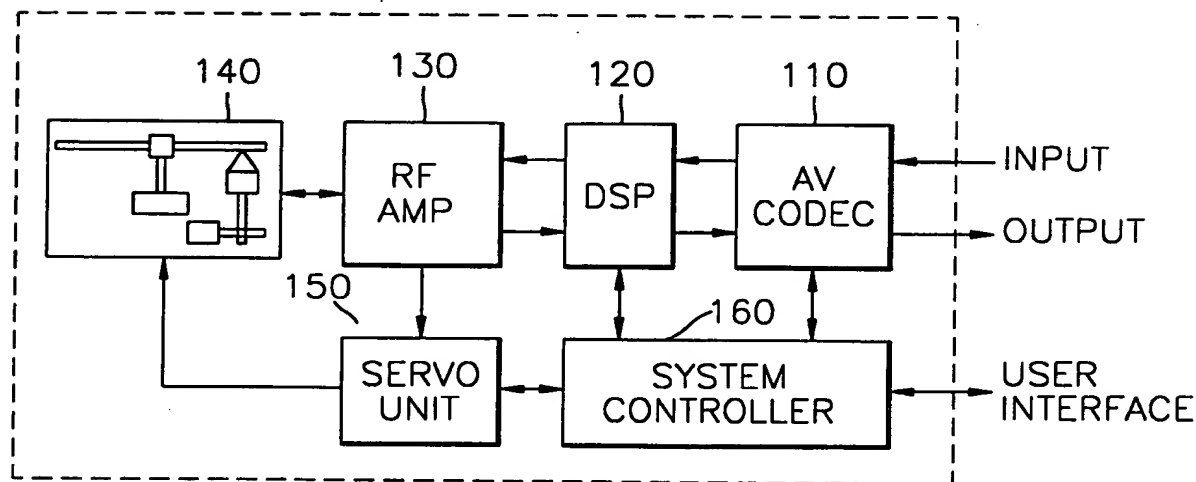 140
130
120
110
RF
AMP
DSP
AV
CODEC
INPUT
OUTPUT
150
160
SERVO
UNIT
SYSTEM
CONTROLLER
USER
INTERFACE